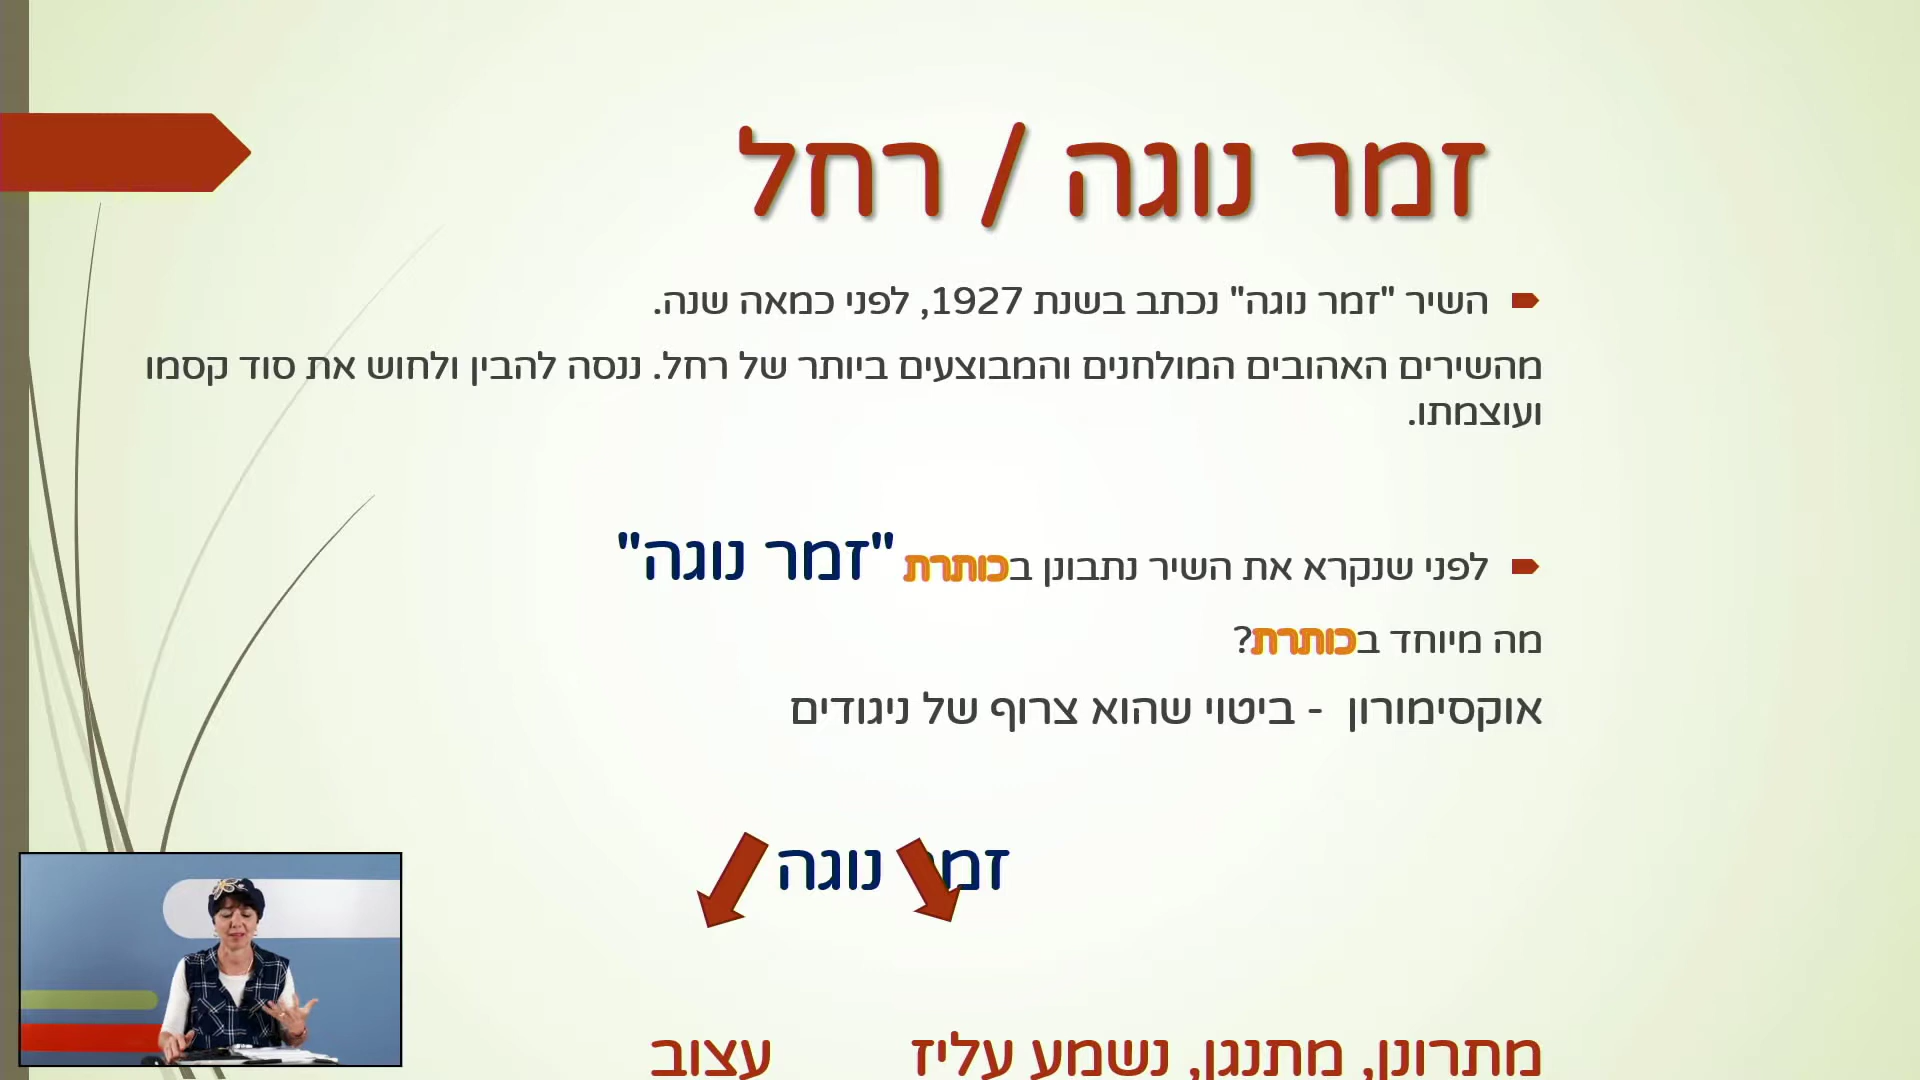 זמר נוגה / רחל
השיר "זמר נוגה" נכתב בשנת 1927, לפני כמאה שנה.
מהשירים האהובים המולחנים והמבוצעים ביותר של רחל. ננסה להבין ולחוש את סוד קסמו
ועוצמתו.
לפני שנקרא את השיר נתבונן בכותרת "זמר נוגה"
מה מיוחד בכותרת?
אוקסימורון - ביטוי שהוא צרוף של ניגודים
זמר נוגה
מתרונן, מתנגן, נשמע עליז עצוב